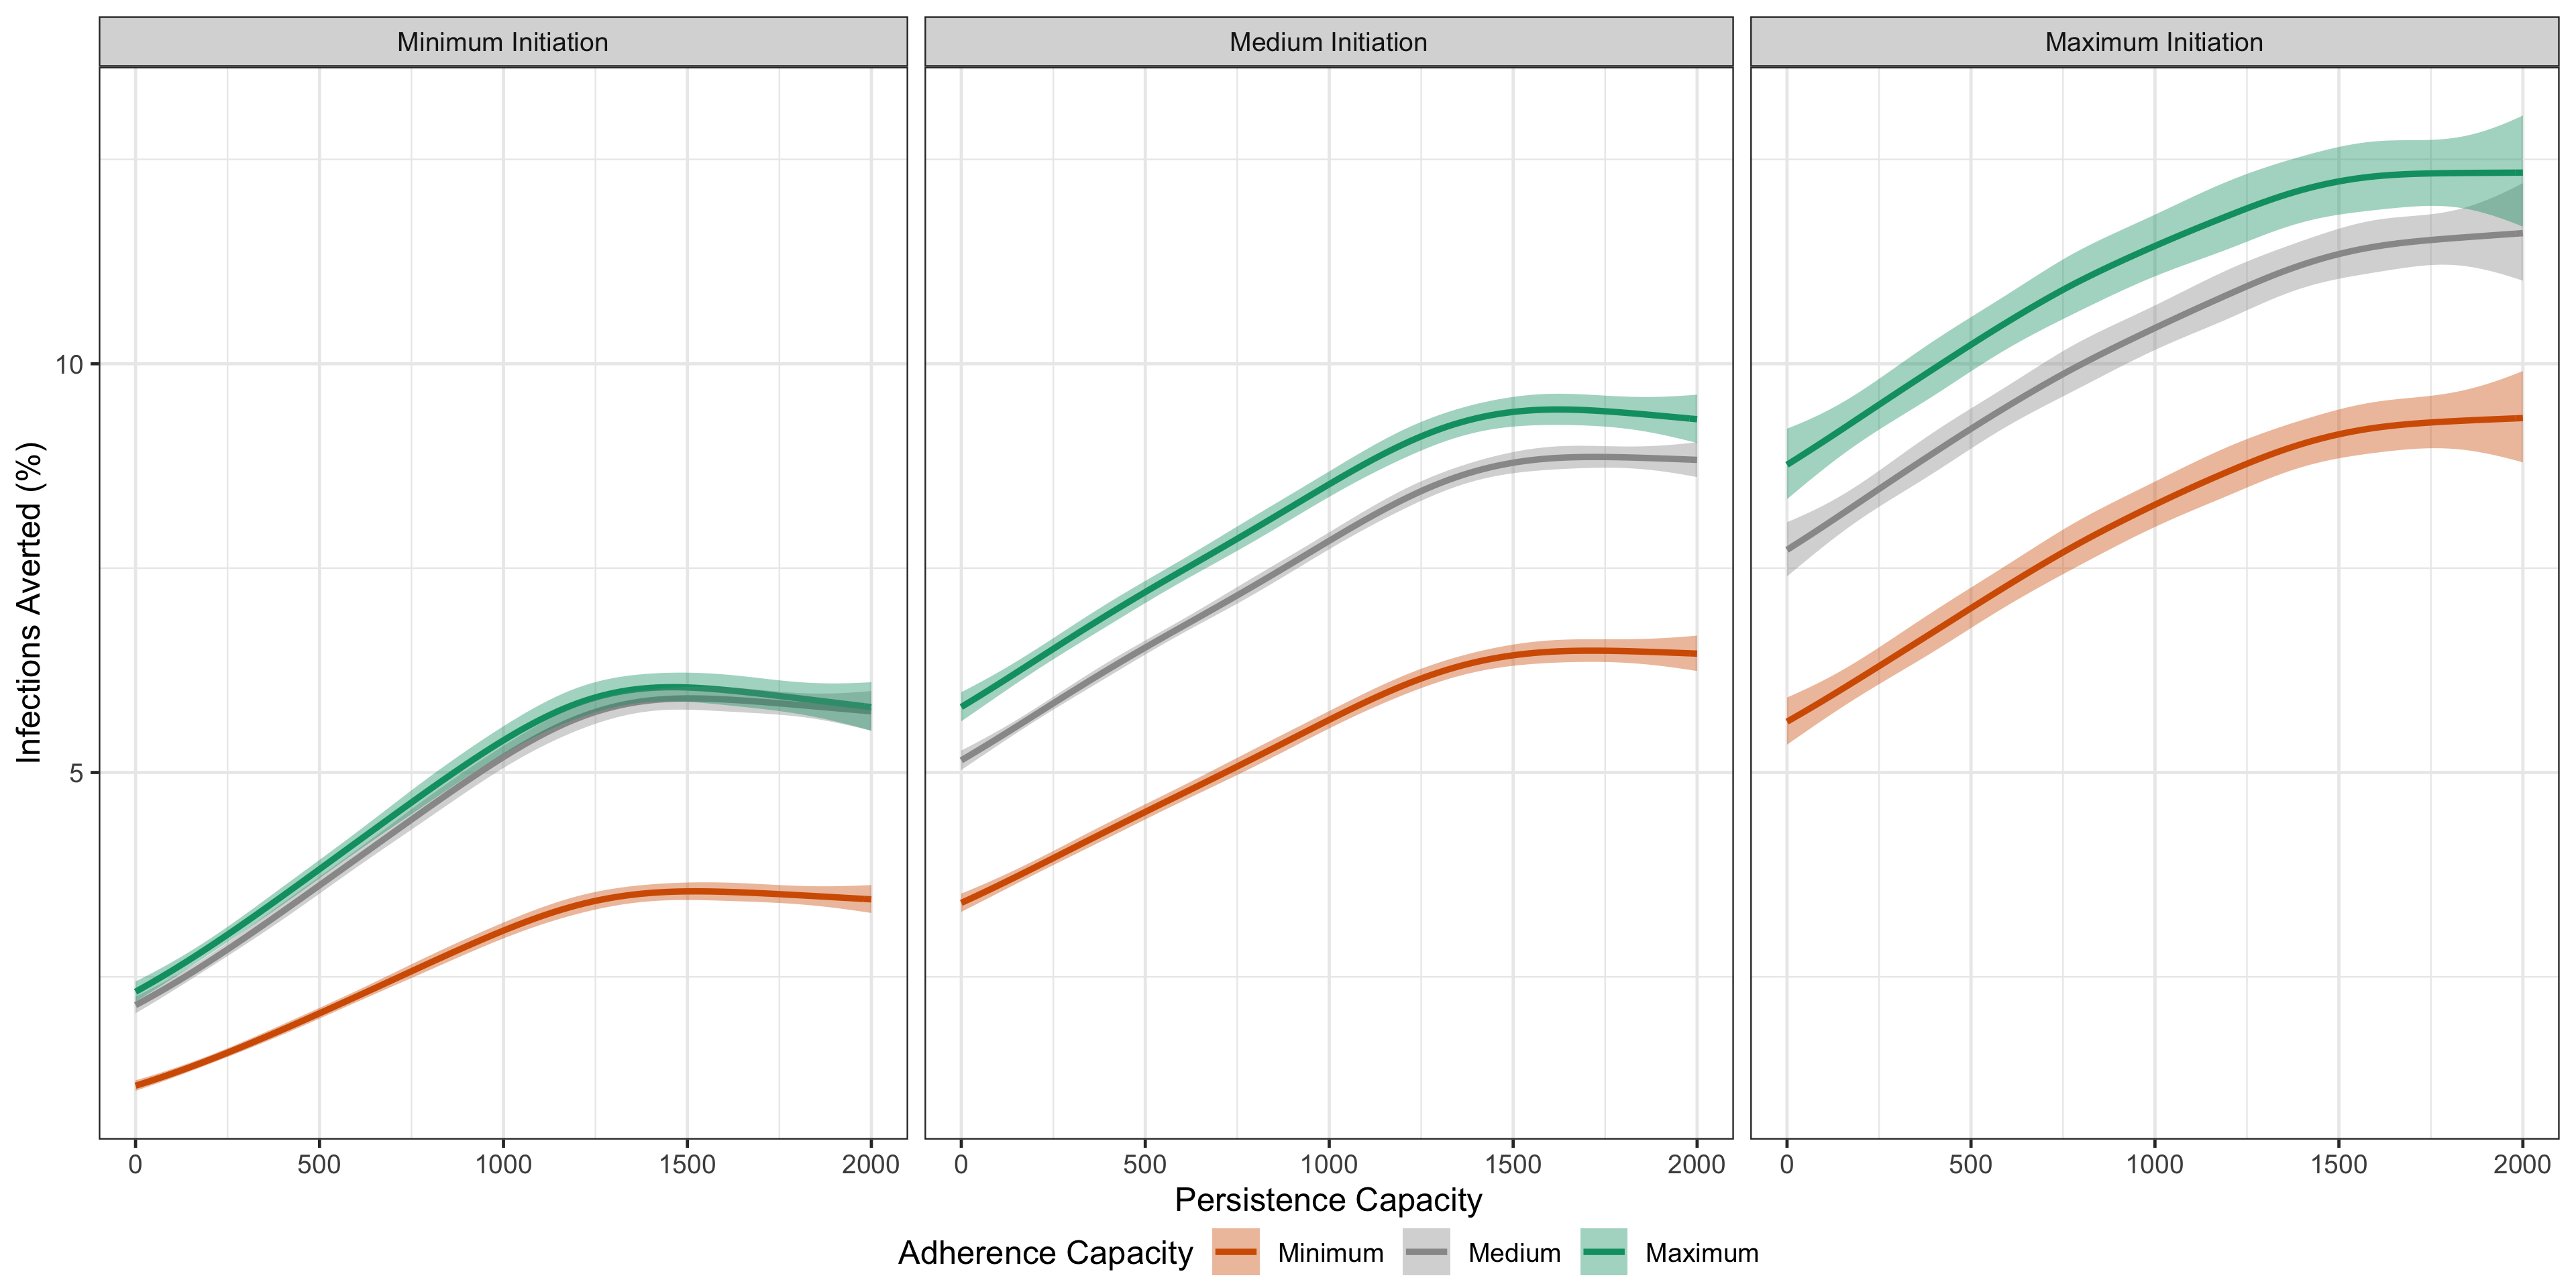 Minimum Initiation Medium Initiation Maximum Initiation
Infections Averted (%)
10
5
0 500 1000 1500 2000 0 500 1000 1500 2000 0 500 1000 1500 2000
Persistence Capacity
Adherence Capacity Minimum Medium Maximum